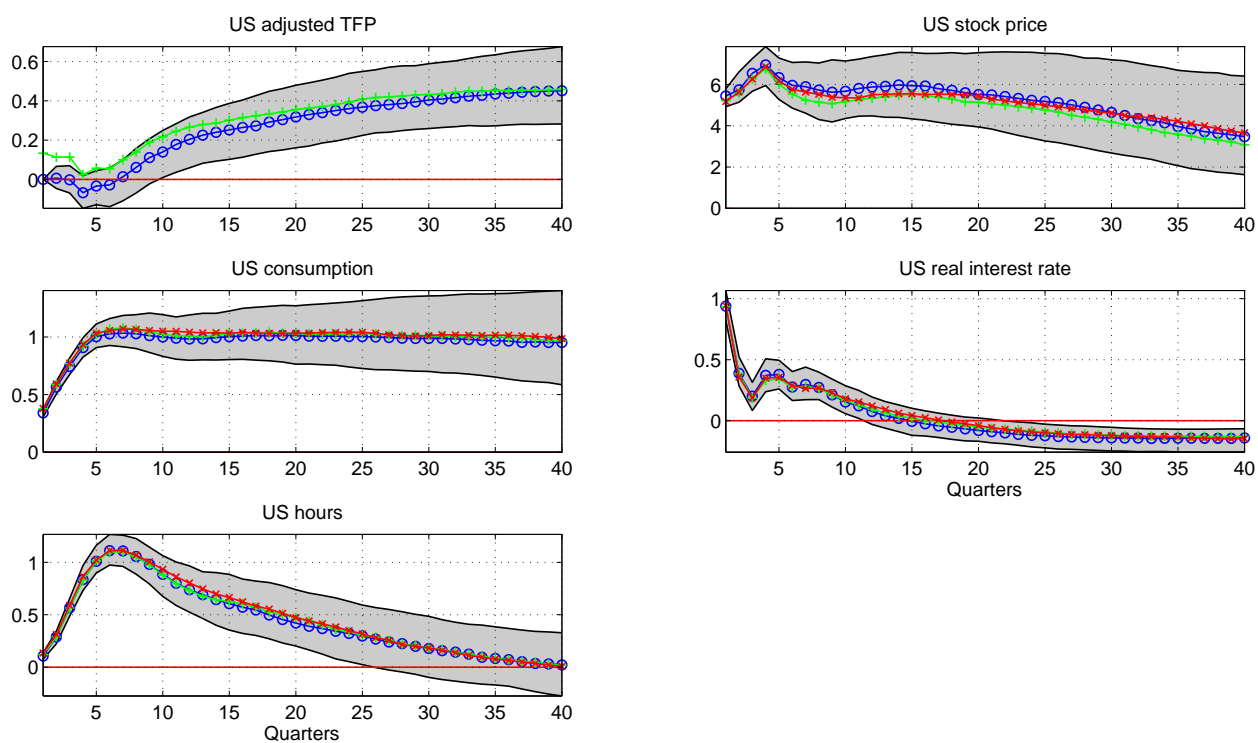 US adjusted TFP
0.6
0.4
0.2
0
5 10 15 20 25 30 35 40
US stock price
6
4
2
0
5 10 15 20 25 30 35 40
US consumption
1
0.5
0
5 10 15 20 25 30 35 40
US real interest rate
1
0.5
0
5 10 15 20 25 30 35 40
Quarters
US hours
1
0.5
0
5 10 15 20 25 30 35 40
Quarters